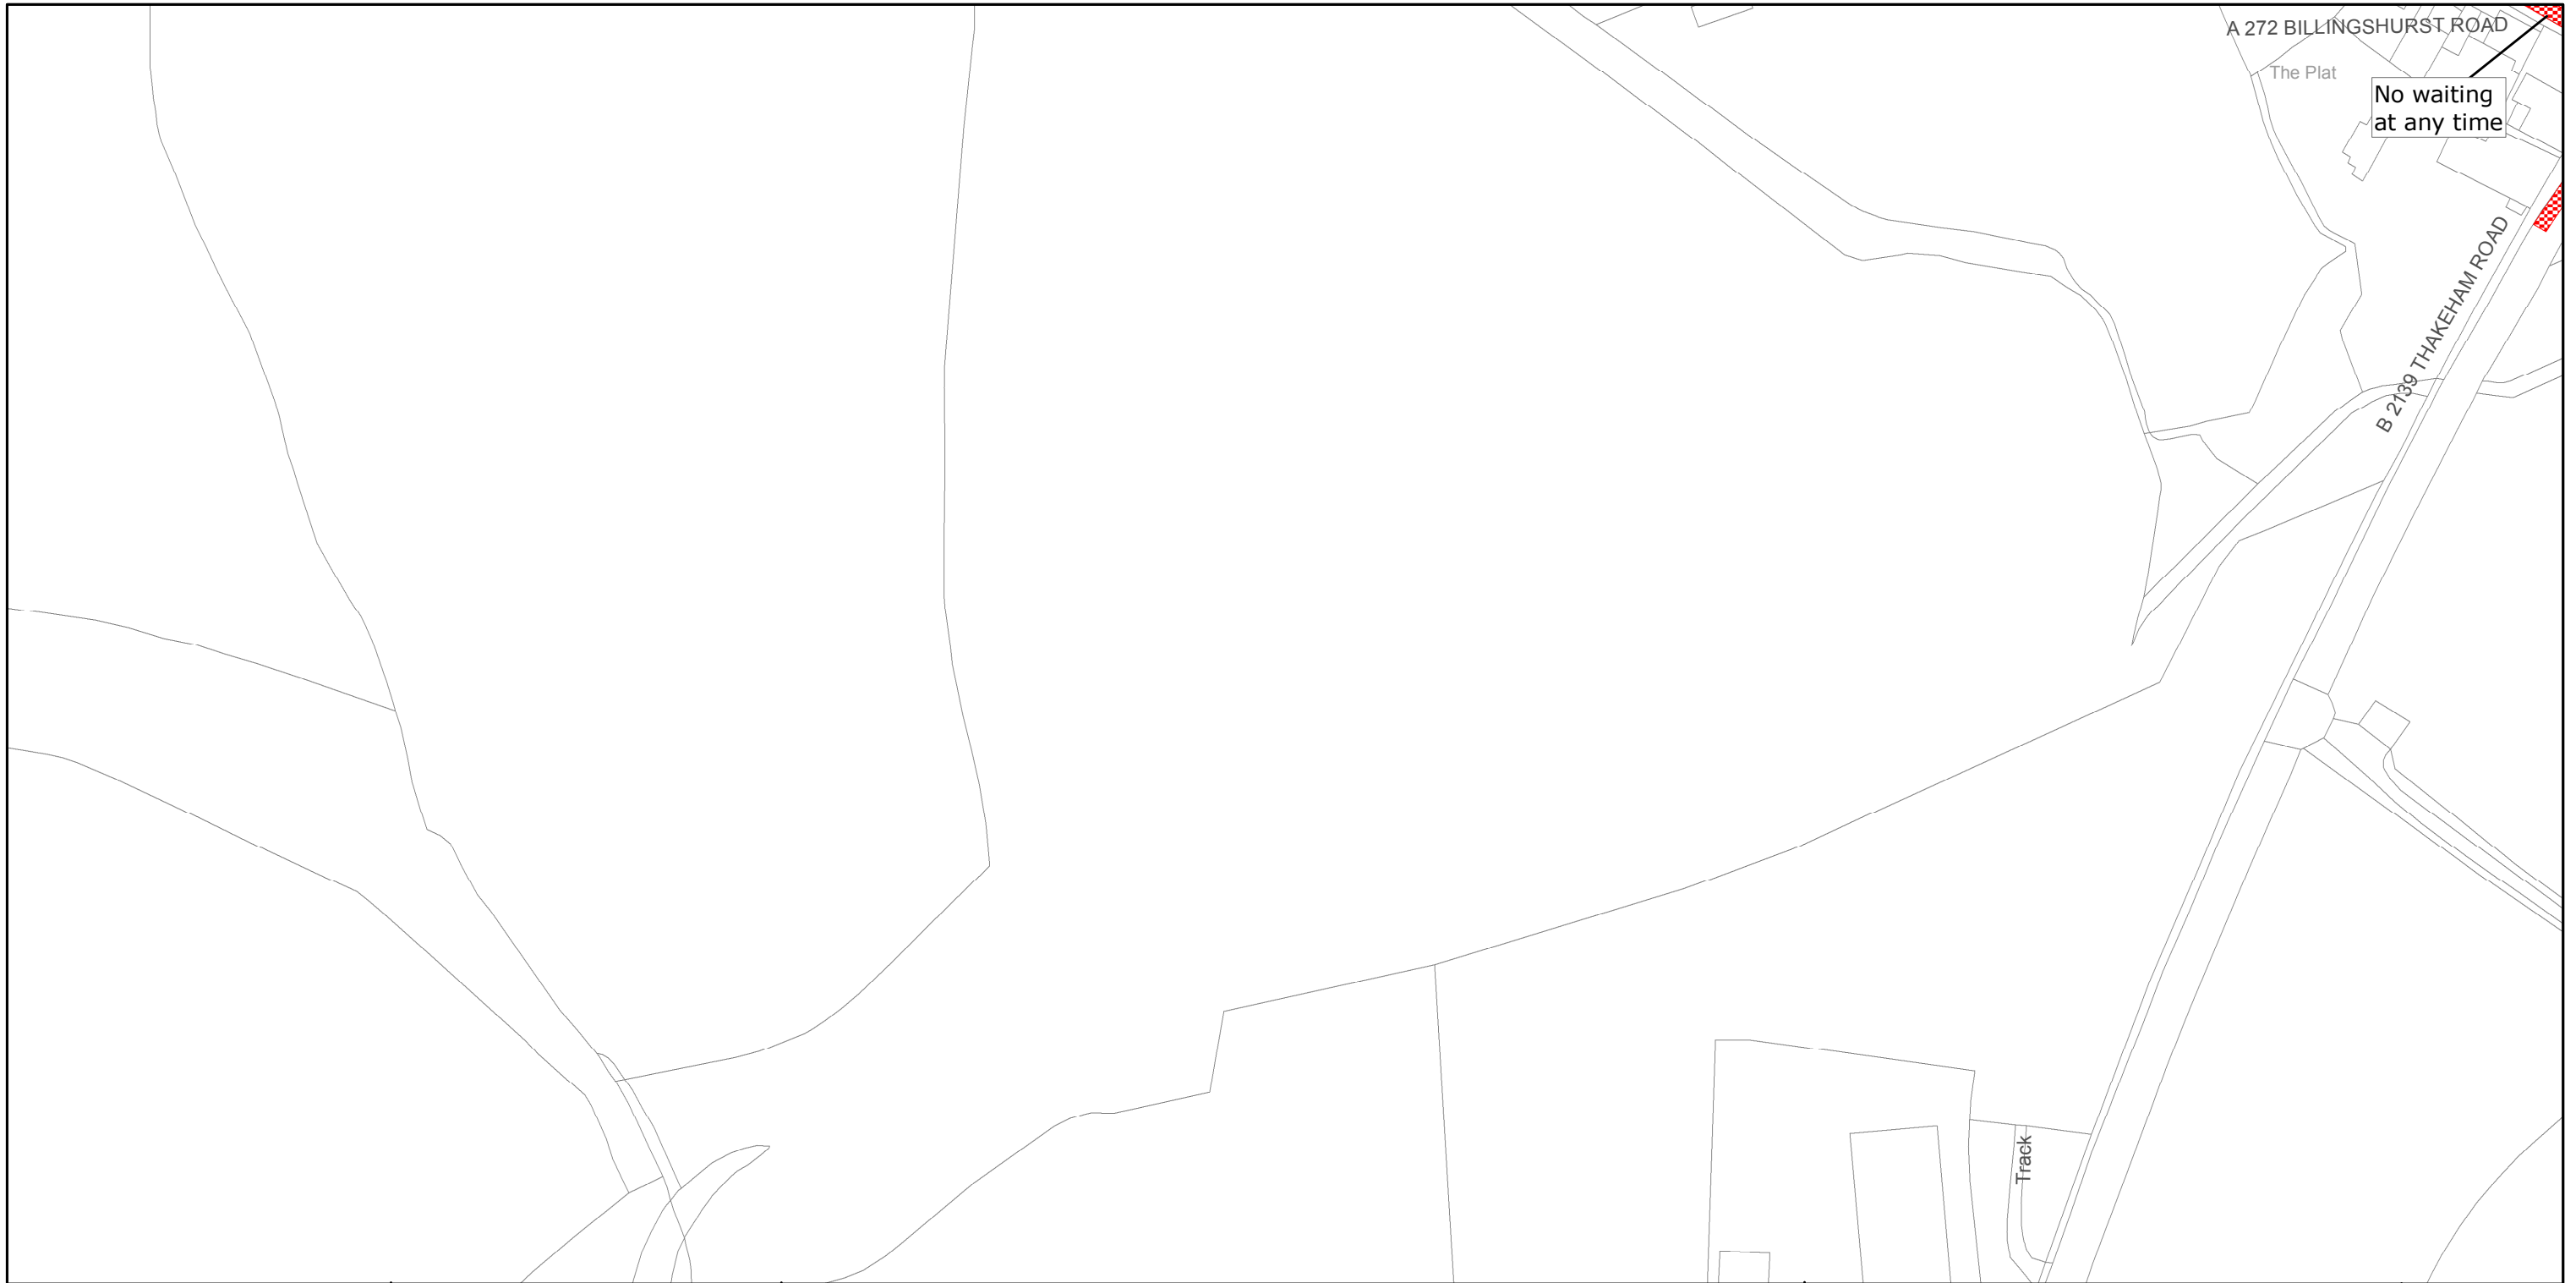 A 272 BILLINGSHURST ROAD
The Plat
No waiting
at any time
B 2139 THAKEHAM ROAD
Track